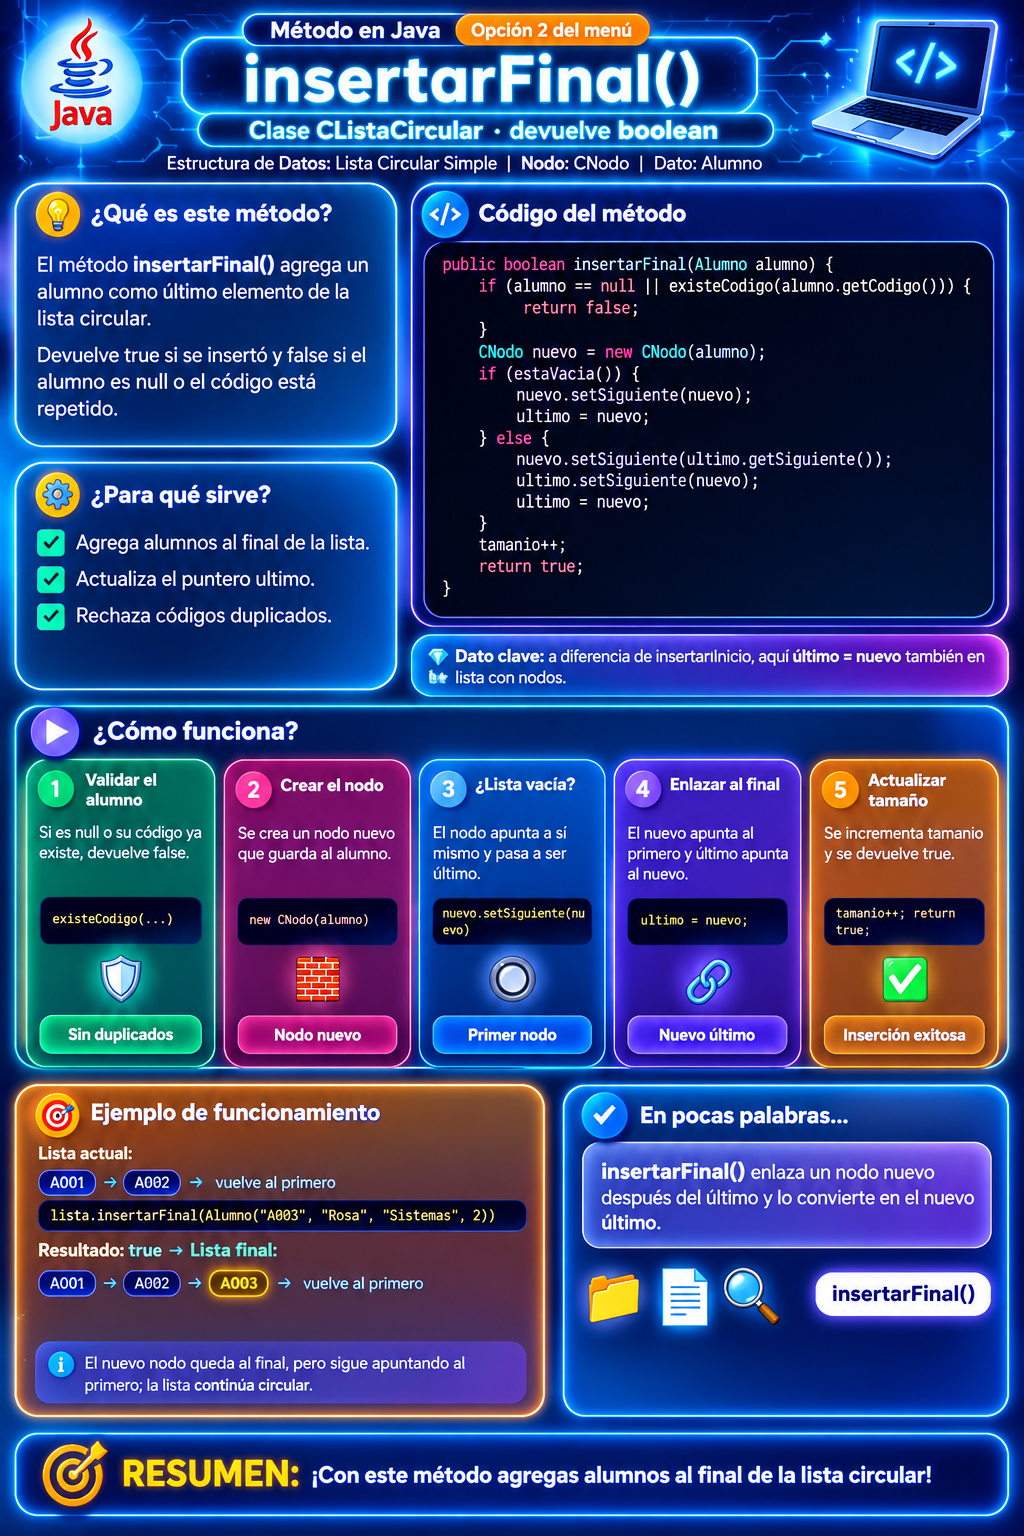 Java
Método en Java
Opción 2 del menú
insertarFinal()
Clase CListaCircular · devuelve boolean
Estructura de Datos: Lista Circular Simple | Nodo: CNodo | Dato: Alumno
¿Qué es este método?
El método insertarFinal() agrega un
alumno como último elemento de la
lista circular.
Devuelve true si se insertó y false si el
alumno es null o el código está
repetido.
¿Para qué sirve?
Agrega alumnos al final de la lista.
Actualiza el puntero ultimo.
Rechaza códigos duplicados.
</> Código del método
public boolean insertarFinal(Alumno alumno) {
if (alumno == null || existeCodigo(alumno.getCodigo())) {
return false;
}
CNodo nuevo = new CNodo(alumno);
if (estaVacia()) {
nuevo.setSiguiente(nuevo);
ultimo = nuevo;
} else {
nuevo.setSiguiente(ultimo.getSiguiente());
ultimo.setSiguiente(nuevo);
ultimo = nuevo;
}
tamanio++;
return true;
}
Dato clave: a diferencia de insertarInicio, aquí último = nuevo también en
lista con nodos.
¿Cómo funciona?
1 Validar el
alumno
Si es null o su código ya
existe, devuelve false.
existeCodigo(...)
Sin duplicados
2 Crear el nodo
Se crea un nodo nuevo
que guarda al alumno.
new CNodo(alumno)
Nodo nuevo
3 ¿Lista vacía?
El nodo apunta a sí
mismo y pasa a ser
último.
nuevo.setSiguiente(nu
evo)
Primer nodo
4 Enlazar al final
El nuevo apunta al
primero y último apunta
al nuevo.
ultimo = nuevo;
Nuevo último
5 Actualizar
tamaño
Se incrementa tamanio
y se devuelve true.
tamanio++; return
true;
Inserción exitosa
Ejemplo de funcionamiento
Lista actual:
A001 → A002 → vuelve al primero
lista.insertarFinal(Alumno("A003", "Rosa", "Sistemas", 2))
Resultado: true → Lista final:
A001 → A002 → A003 → vuelve al primero
i El nuevo nodo queda al final, pero sigue apuntando al
primero; la lista continúa circular.
En pocas palabras...
insertarFinal() enlaza un nodo nuevo
después del último y lo convierte en el nuevo
último.
insertarFinal()
RESUMEN: ¡Con este método agregas alumnos al final de la lista circular!